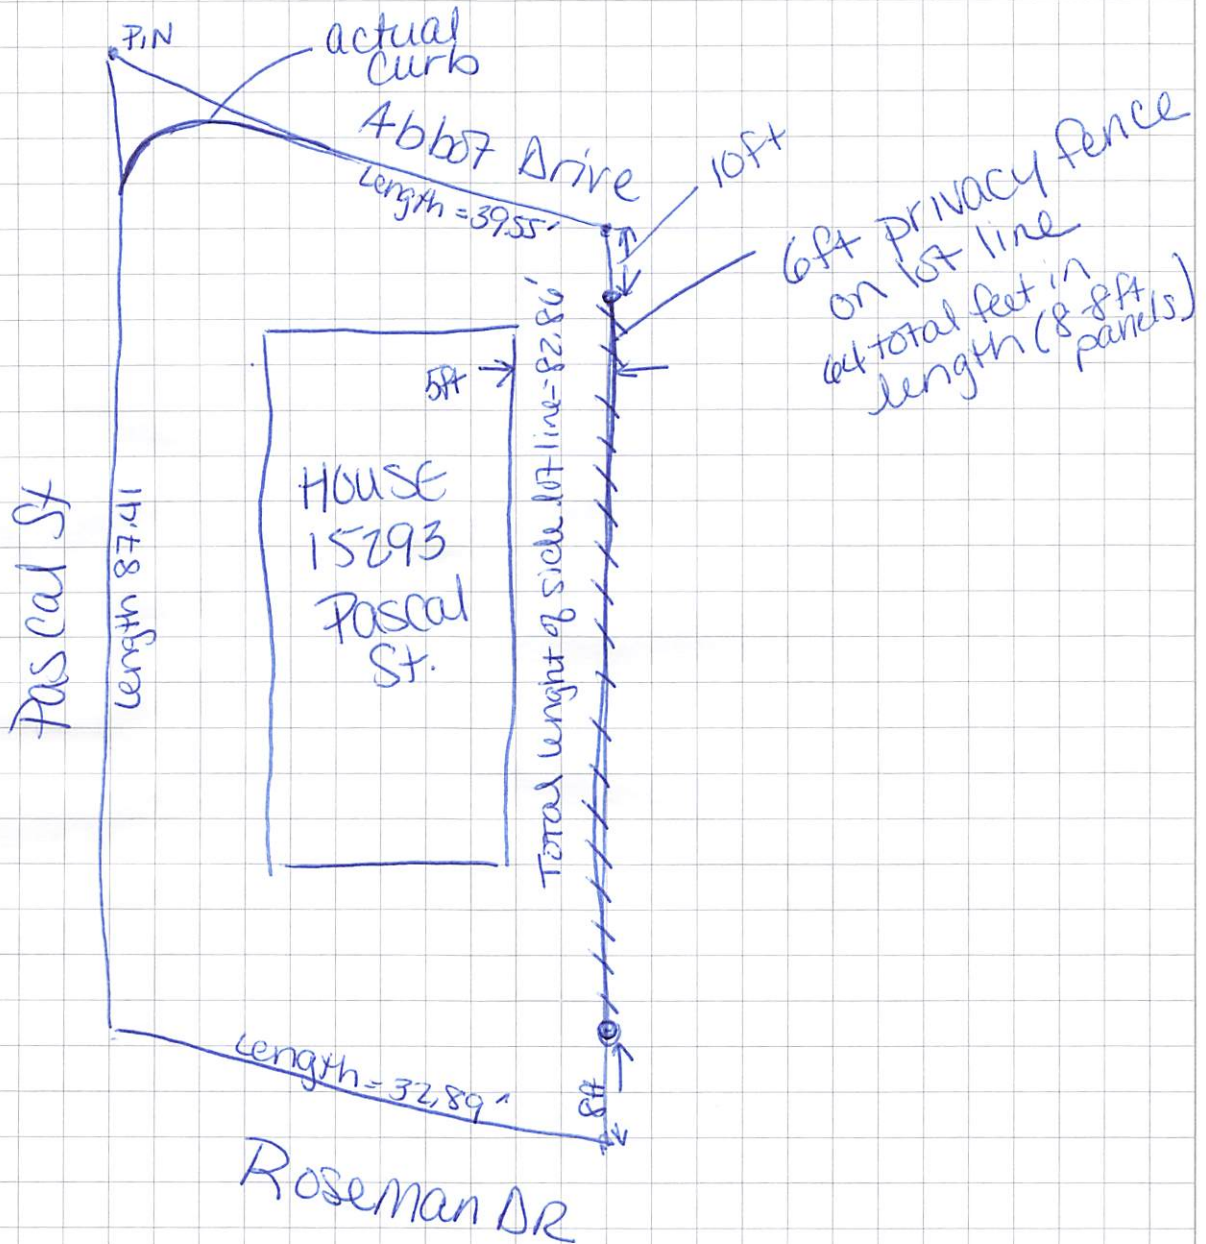 PIN
actual
curb
Abbot Drive
Length = 39.55'
10ft
6ft privacy fence
on lot line
64 total feet in
length (8-8ft
panels)
5ft
Total lenght of side lot line = 82.86'
HOUSE
15293
Pascal
St.
Pascal St
Length 87.41
Length = 32.89'
8ft
Roseman DR